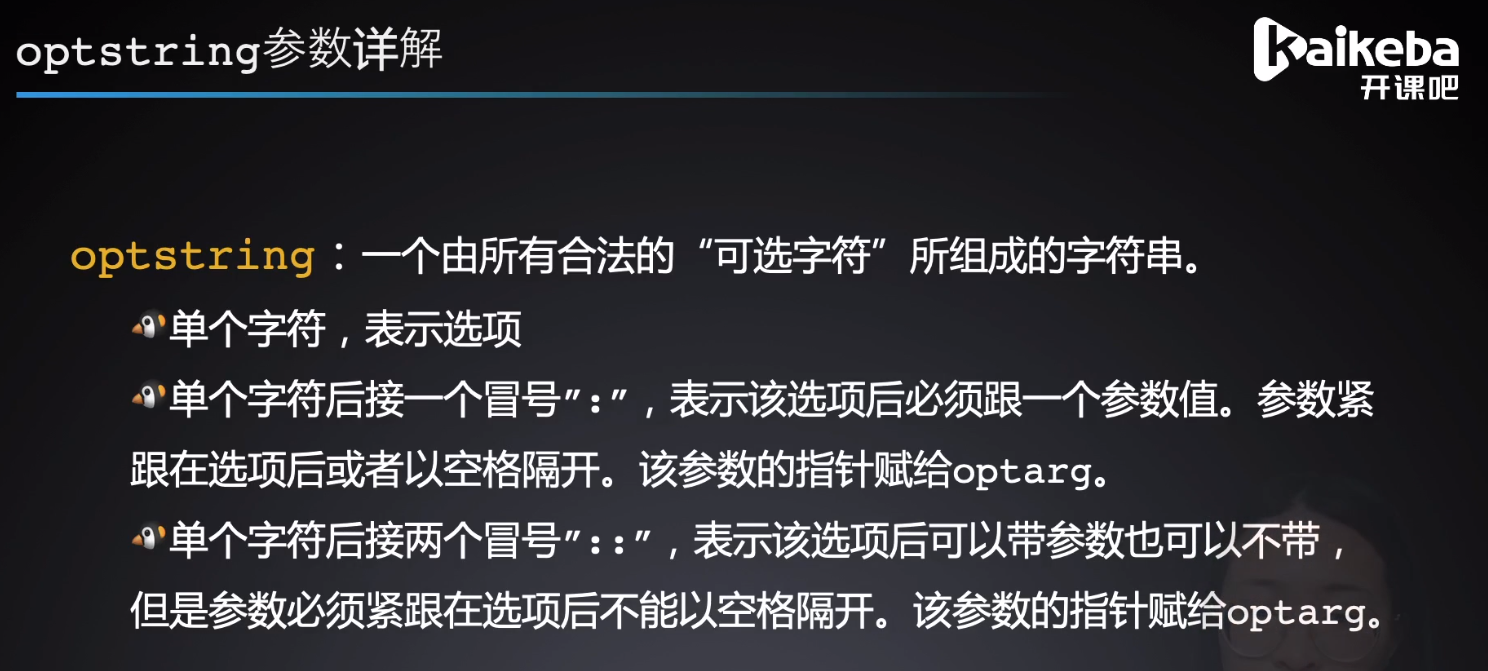 optstring参数详解
Kaikeba
开课吧
optstring：一个由所有合法的“可选字符”所组成的字符串。
单个字符，表示选项
单个字符后接一个冒号”:”，表示该选项后必须跟一个参数值。参数紧
跟在选项后或者以空格隔开。该参数的指针赋给optarg。
单个字符后接两个冒号”::”，表示该选项后可以带参数也可以不带，
但是参数必须紧跟在选项后不能以空格隔开。该参数的指针赋给optarg。